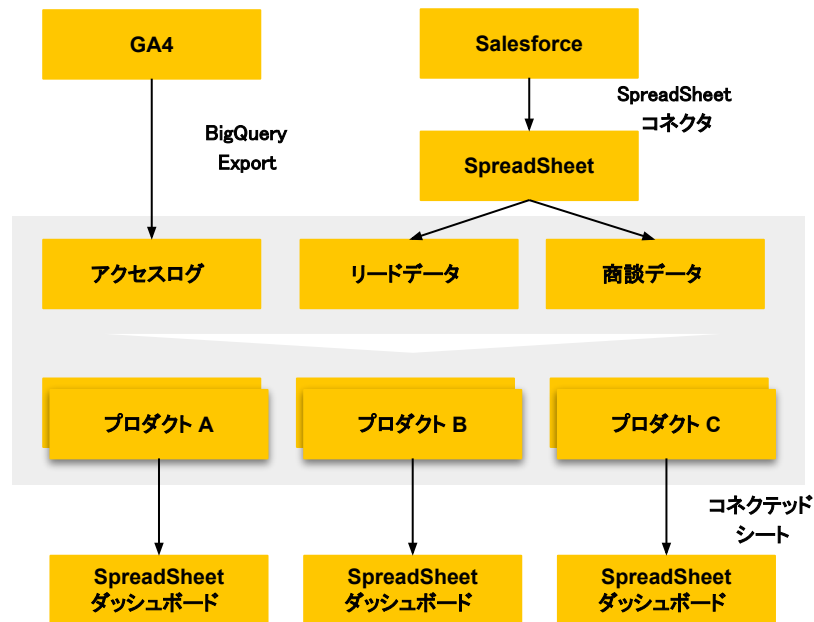 GA4
Salesforce
SpreadSheet
コネクタ
BigQuery
Export
SpreadSheet
アクセスログ
リードデータ
商談データ
プロダクト A
プロダクト B
プロダクト C
コネクテッド
シート
SpreadSheet
ダッシュボード
SpreadSheet
ダッシュボード
SpreadSheet
ダッシュボード